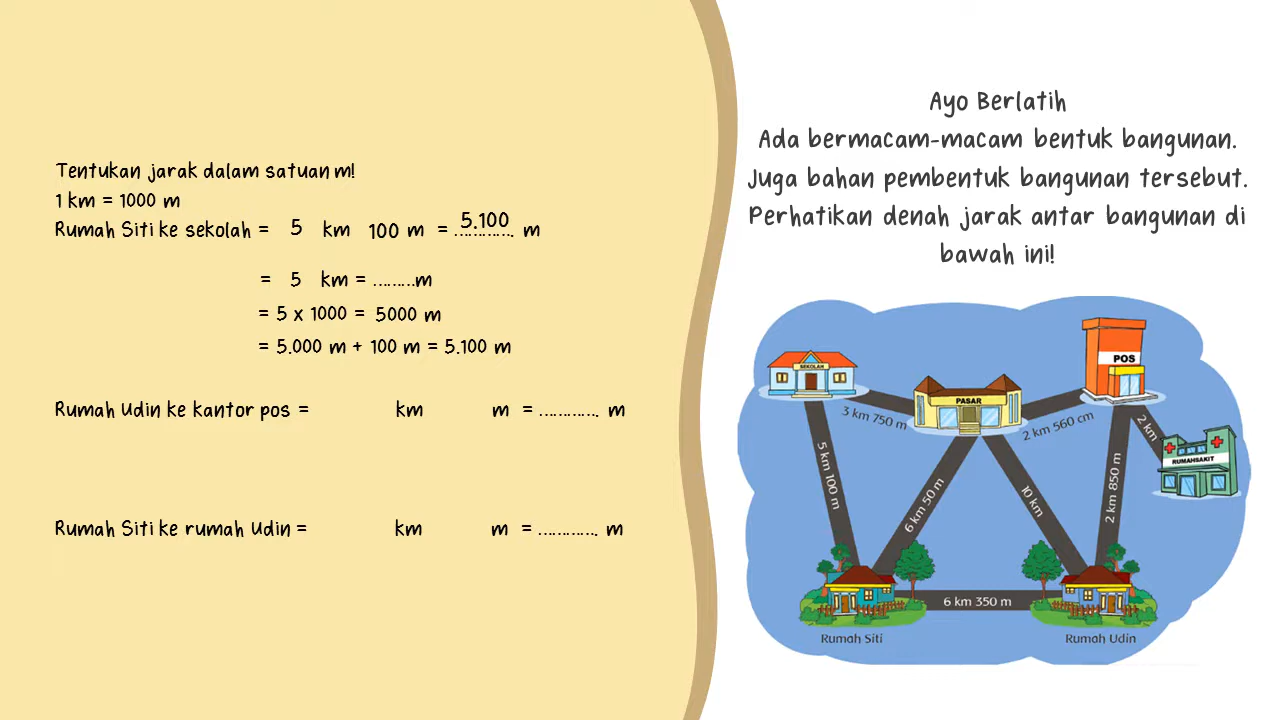 Tentukan jarak dalam satuan m!
1 km = 1000 m
Rumah Siti ke sekolah = 5 km 100 m = 5.100 ............. m
= 5 km = .........m
= 5 x 1000 = 5000 m
= 5.000 m + 100 m = 5.100 m
Rumah Udin ke kantor pos = km m = ............. m
Rumah Siti ke rumah Udin = km m = ............. m
Ayo Berlatih
Ada bermacam-macam bentuk bangunan.
Juga bahan pembentuk bangunan tersebut.
Perhatikan denah jarak antar bangunan di
bawah ini!
SEKOLAH
PASAR
POS
RUMAHSAKIT
3 km 750 m
2 km 560 cm
2 km
5 km 100 m
6 km 50 m
10 km
2 km 850 m
6 km 350 m
Rumah Siti
Rumah Udin